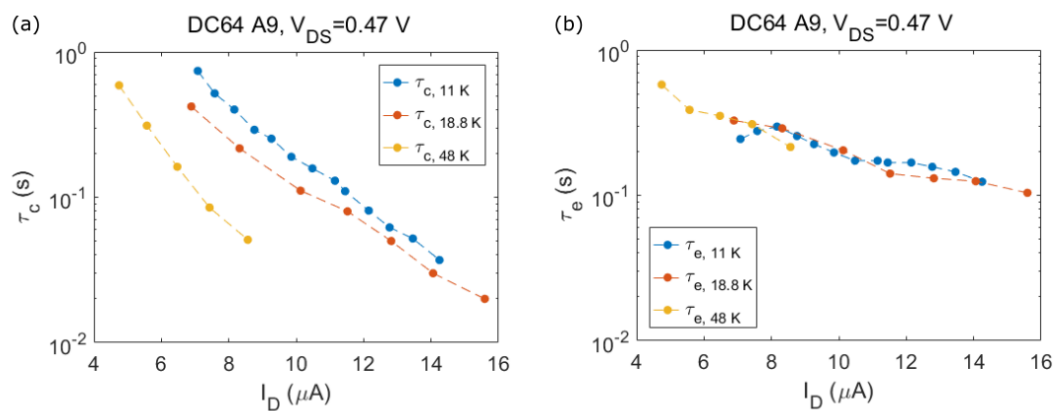 (a)
DC64 A9, V_DS=0.47 V
10^0
10^-1
10^-2
τ_c (s)
τ_c, 11 K
τ_c, 18.8 K
τ_c, 48 K
4 6 8 10 12 14 16
I_D (μA)
(b)
DC64 A9, V_DS=0.47 V
10^0
10^-1
10^-2
τ_e (s)
τ_e, 11 K
τ_e, 18.8 K
τ_e, 48 K
4 6 8 10 12 14 16
I_D (μA)